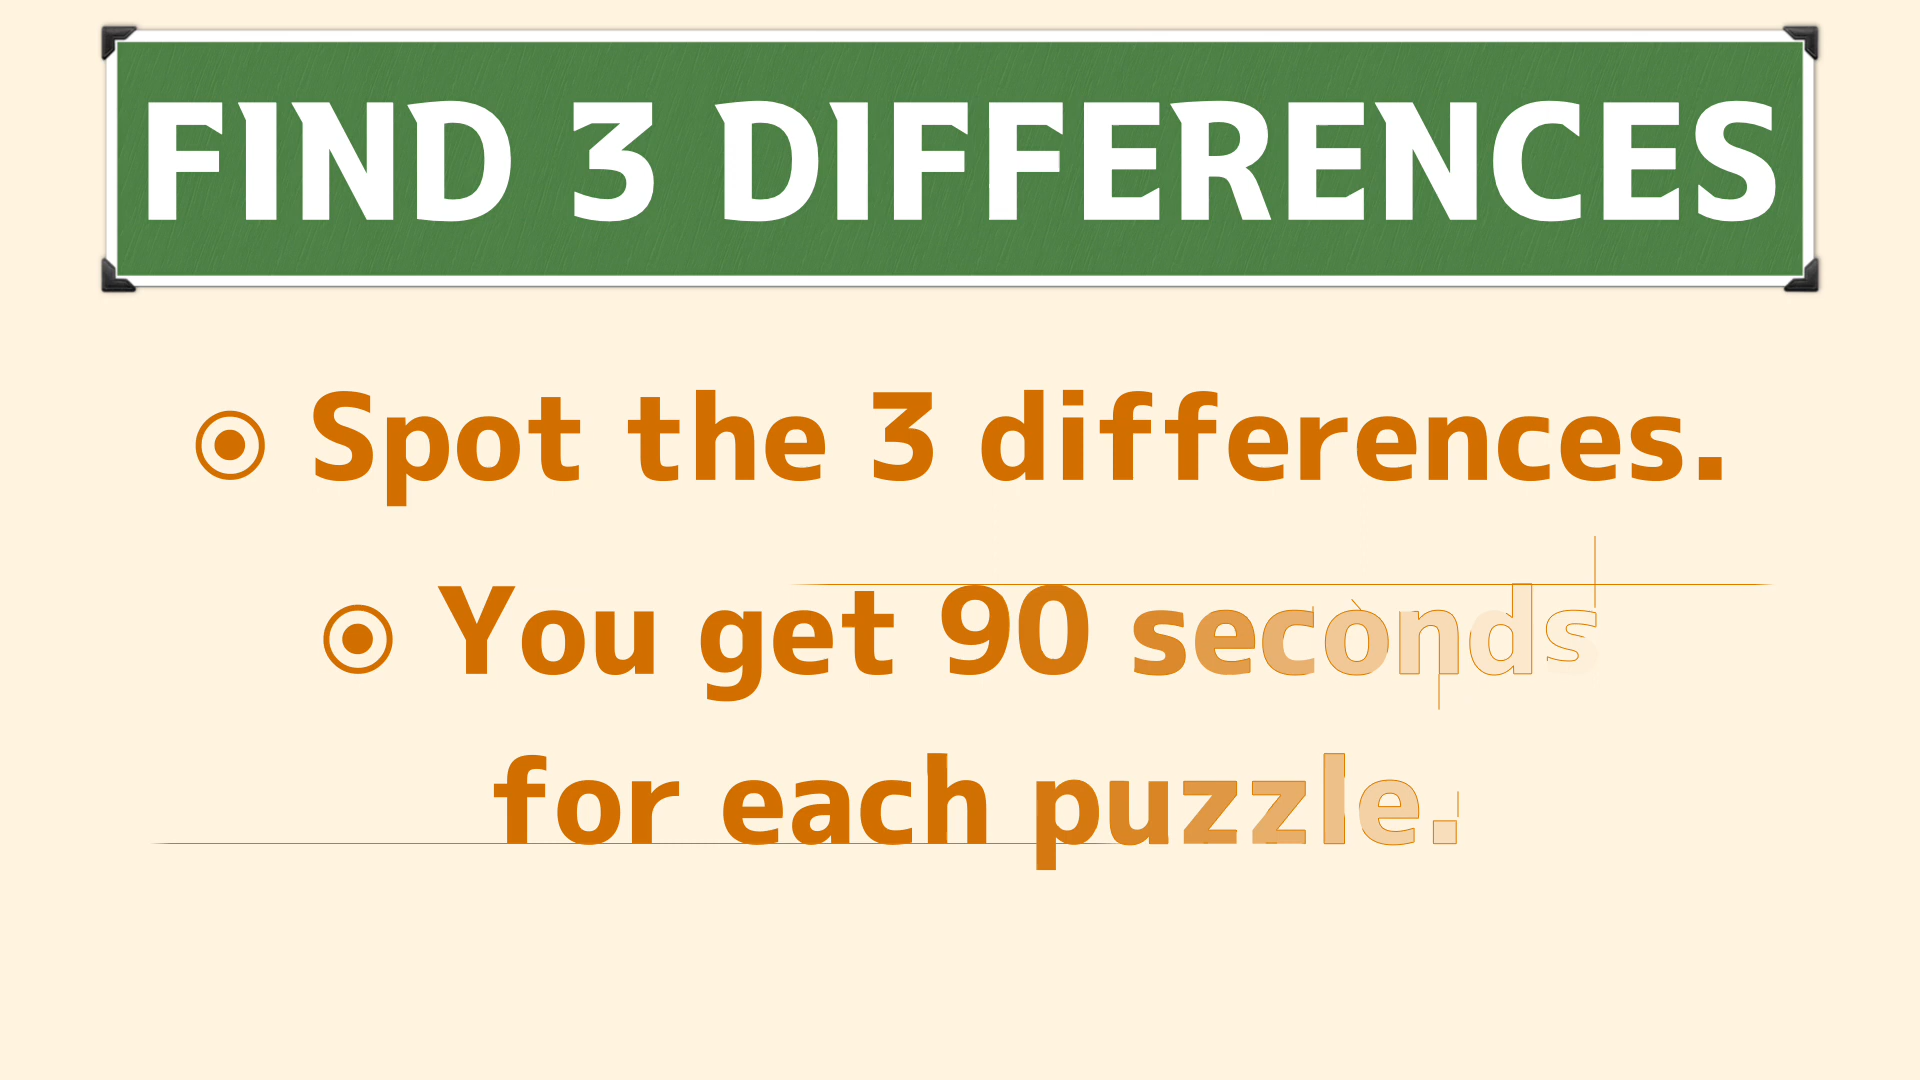 FIND 3 DIFFERENCES
⦿ Spot the 3 differences.
⦿ You get 90 seconds
for each puzzle.